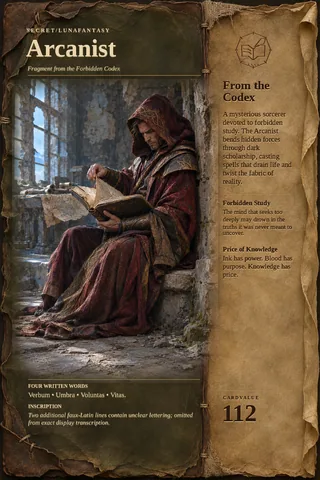 SECRET/LUNAFANTASY
Arcanist
Fragment from the Forbidden Codex
FOUR WRITTEN WORDS
Verbum • Umbra • Voluntas • Vitas.
INSCRIPTION
Two additional faux-Latin lines contain unclear lettering; omitted
from exact display transcription.
From the
Codex
A mysterious sorcerer
devoted to forbidden
study. The Arcanist
bends hidden forces
through dark
scholarship, casting
spells that drain life and
twist the fabric of
reality.
Forbidden Study
The mind that seeks too
deeply may drown in the
truths it was never meant to
uncover.
Price of Knowledge
Ink has power. Blood has
purpose. Knowledge has
price.
CARDVALUE
112